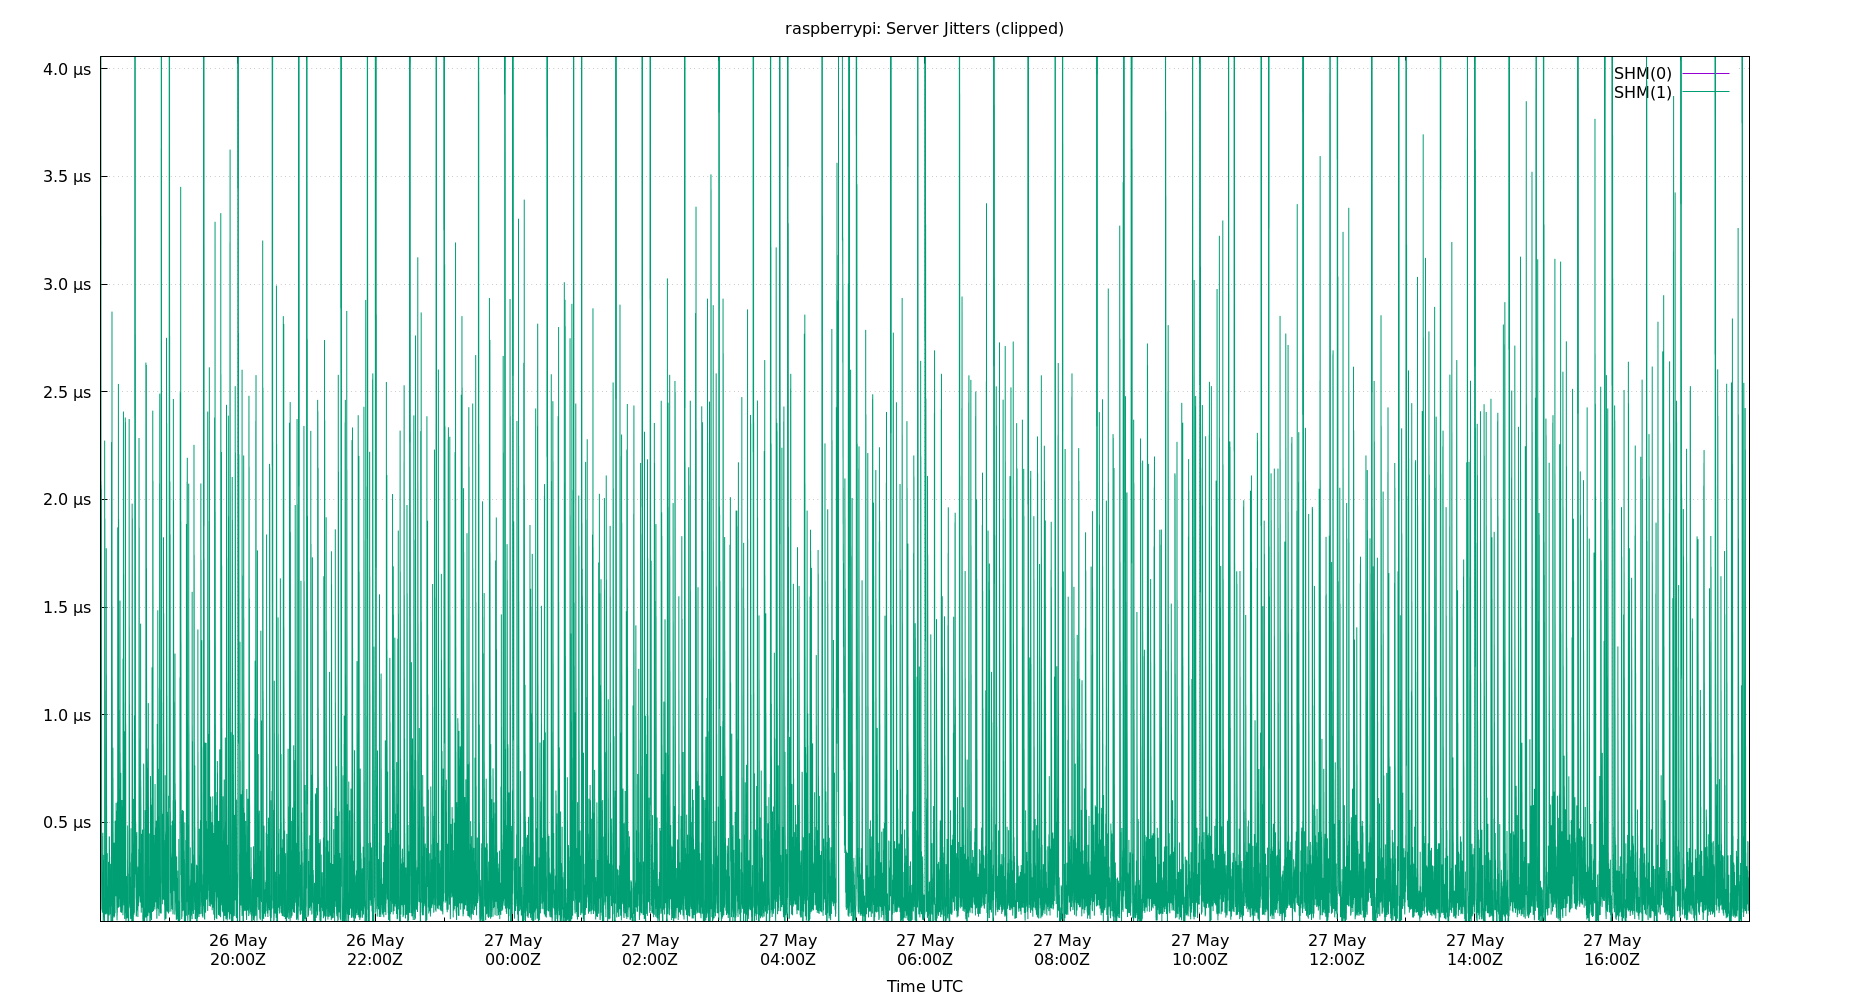 raspberrypi: Server Jitters (clipped)
4.0 µs
3.5 µs
3.0 µs
2.5 µs
2.0 µs
1.5 µs
1.0 µs
0.5 µs
SHM(0)
SHM(1)
26 May
20:00Z
26 May
22:00Z
27 May
00:00Z
27 May
02:00Z
27 May
04:00Z
27 May
06:00Z
27 May
08:00Z
27 May
10:00Z
27 May
12:00Z
27 May
14:00Z
27 May
16:00Z
Time UTC